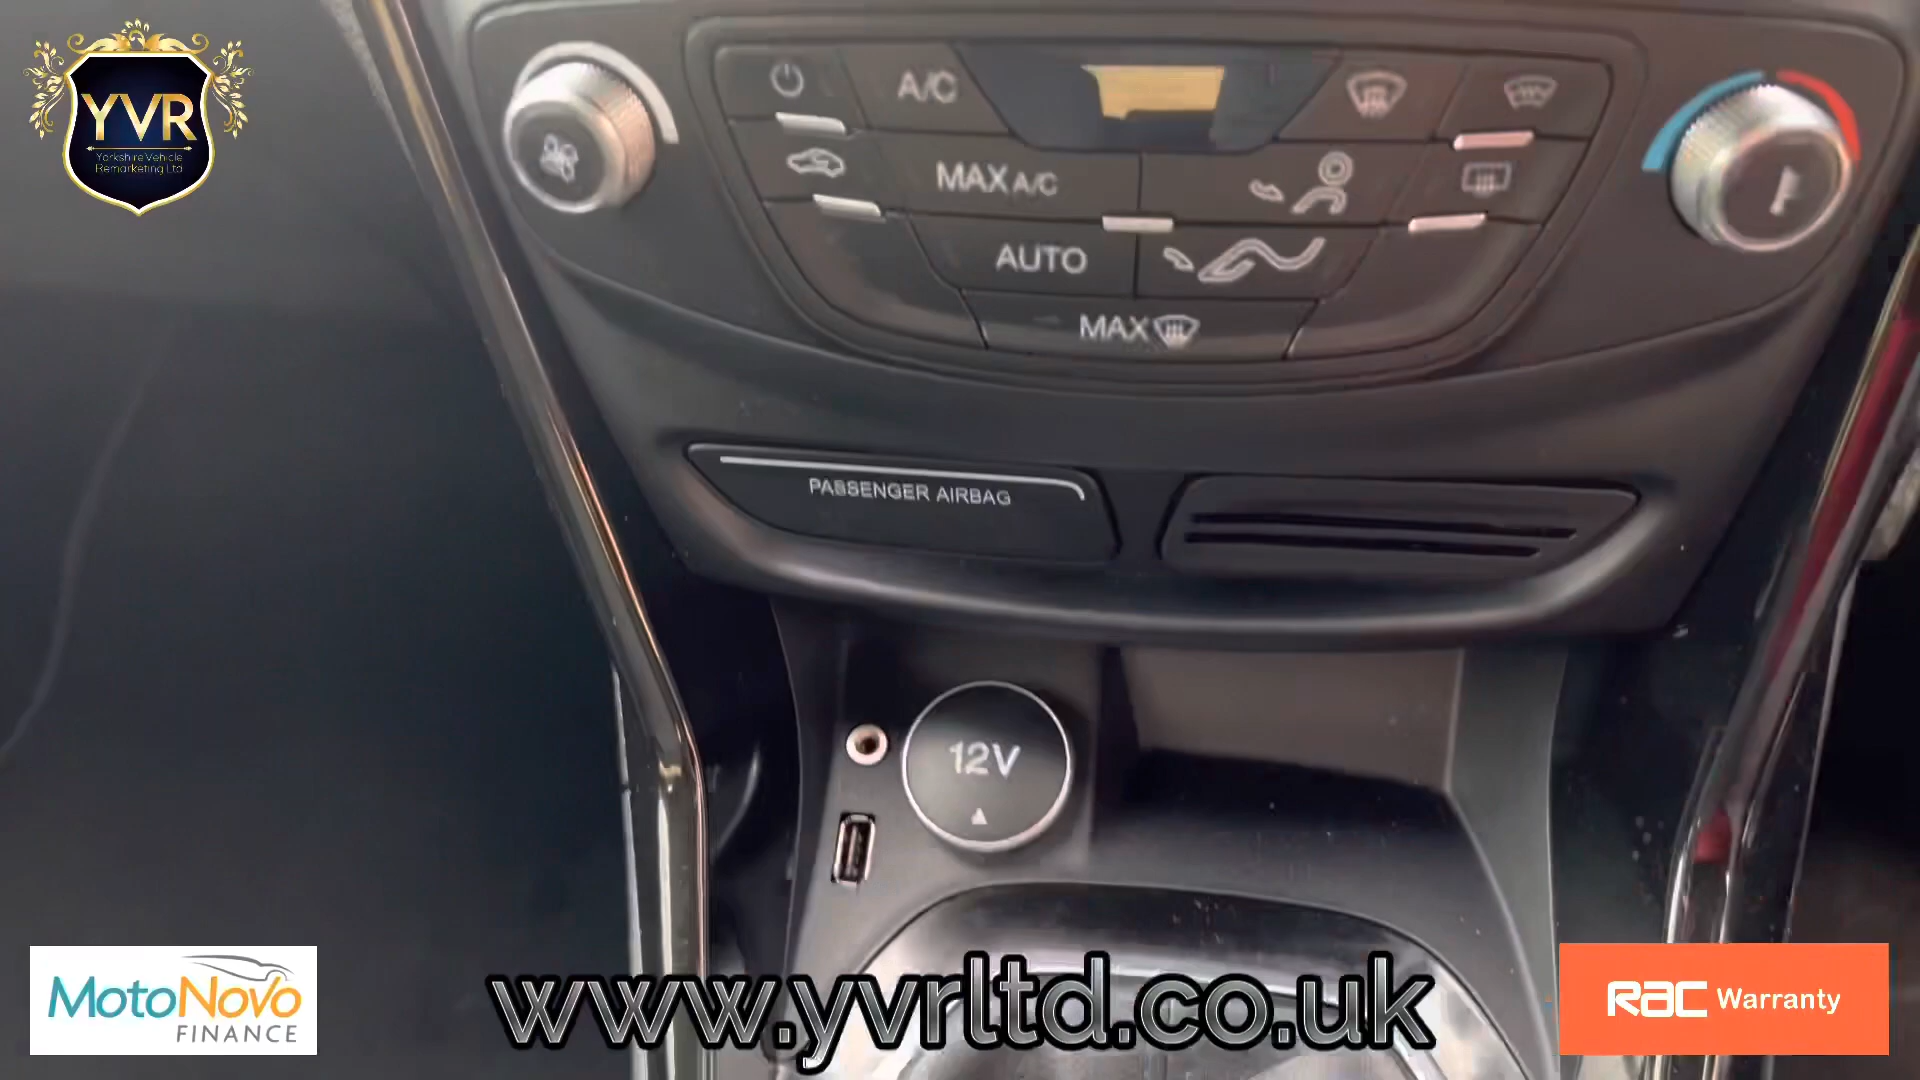 YVR
Yorkshire Vehicle
Remarketing Ltd
A/C
MAX A/C
AUTO
MAX
PASSENGER AIRBAG
12V
MotoNovo
FINANCE
www.yvrltd.co.uk
RAC Warranty